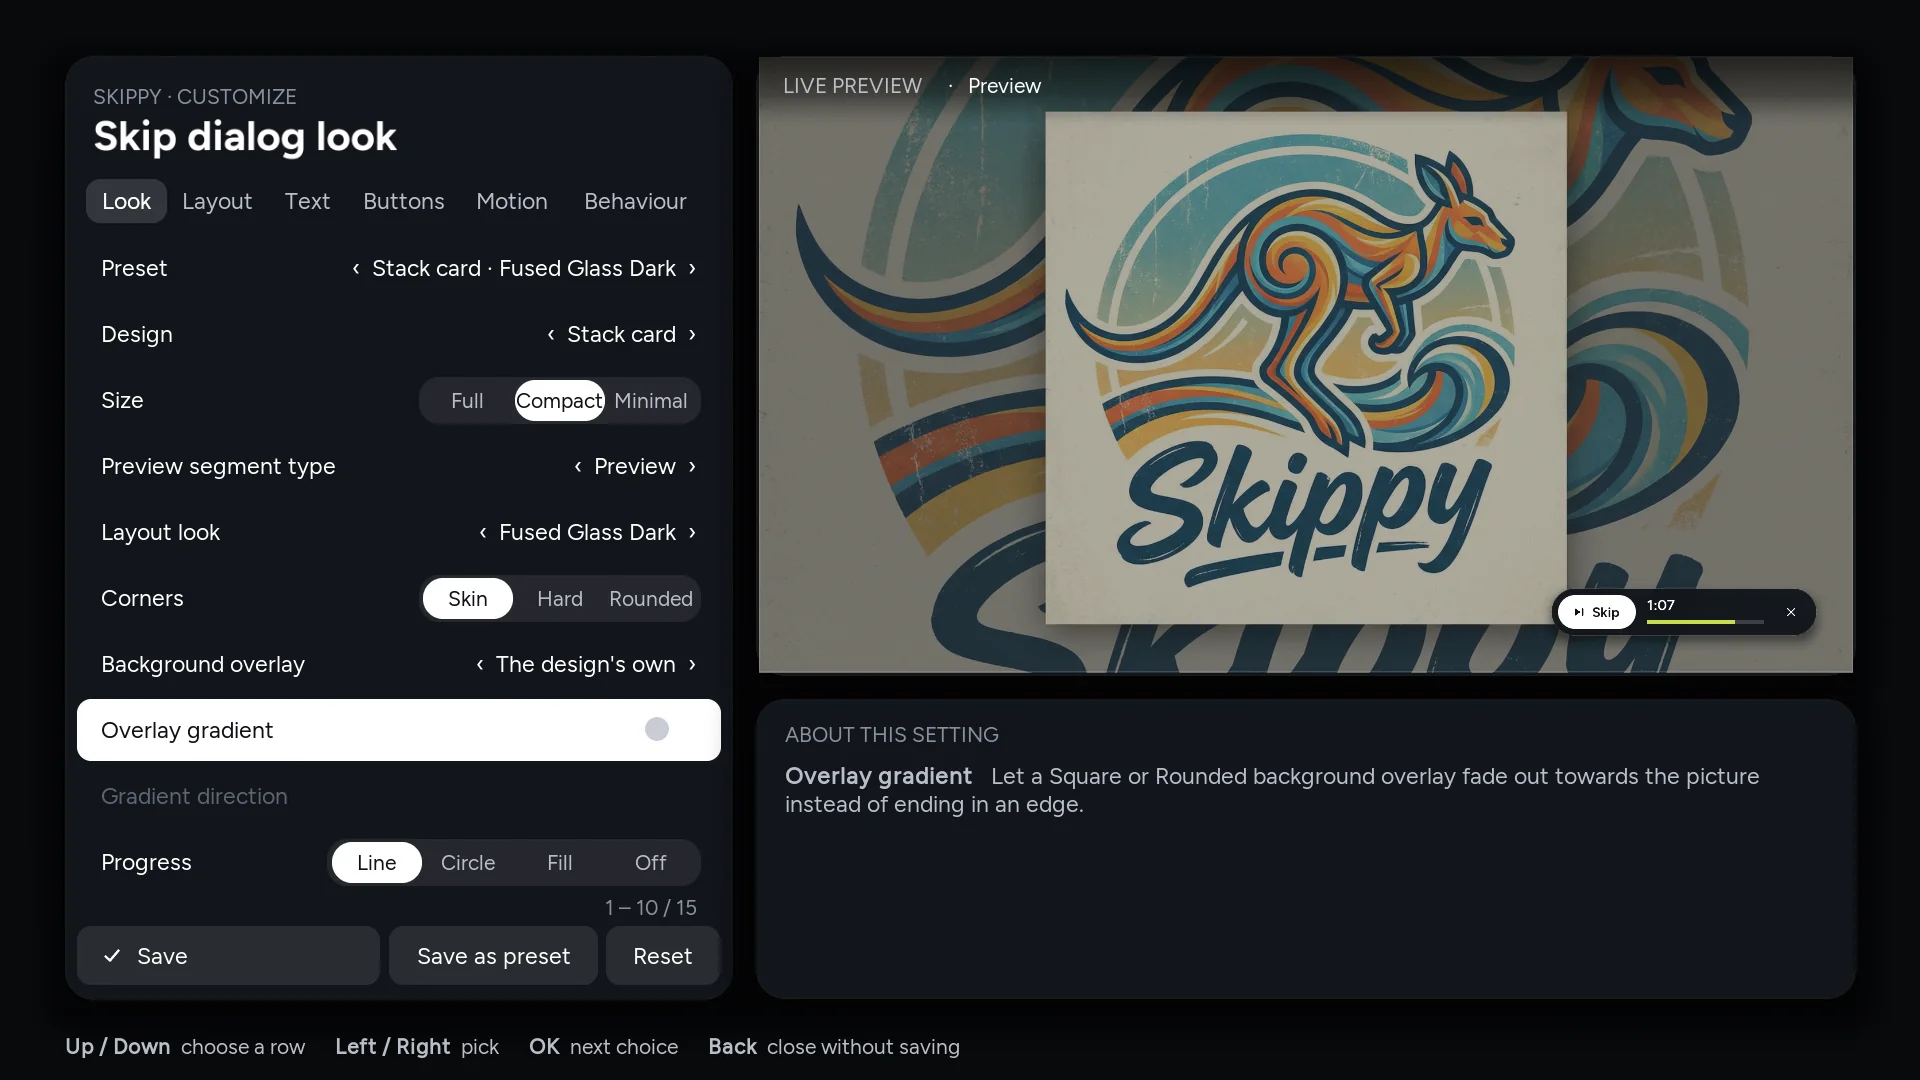 SKIPPY · CUSTOMIZE
Skip dialog look
Look Layout Text Buttons Motion Behaviour
Preset ‹ Stack card · Fused Glass Dark ›
Design ‹ Stack card ›
Size Full Compact Minimal
Preview segment type ‹ Preview ›
Layout look ‹ Fused Glass Dark ›
Corners Skin Hard Rounded
Background overlay ‹ The design's own ›
Overlay gradient
Gradient direction
Progress Line Circle Fill Off
1 – 10 / 15
Save Save as preset Reset
LIVE PREVIEW · Preview
Skippy
Skippy
Skip 1:07
ABOUT THIS SETTING
Overlay gradient Let a Square or Rounded background overlay fade out towards the picture
instead of ending in an edge.
Up / Down choose a row Left / Right pick OK next choice Back close without saving